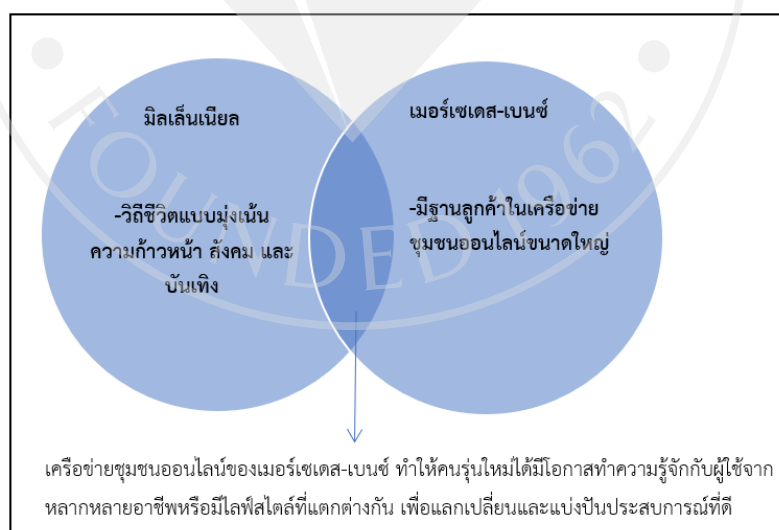 มิลเล็นเนียล
-วิถีชีวิตแบบมุ่งเน้น
ความก้าวหน้า สังคม และ
บันเทิง
เมอร์เซเดส-เบนซ์
-มีฐานลูกค้าในเครือข่าย
ชุมชนออนไลน์ขนาดใหญ่
FOUNDED 1962
เครือข่ายชุมชนออนไลน์ของเมอร์เซเดส-เบนซ์ ทำให้คนรุ่นใหม่ได้มีโอกาสทำความรู้จักกับผู้ใช้จาก
หลากหลายอาชีพหรือมีไลฟ์สไตล์ที่แตกต่างกัน เพื่อแลกเปลี่ยนและแบ่งปันประสบการณ์ที่ดี